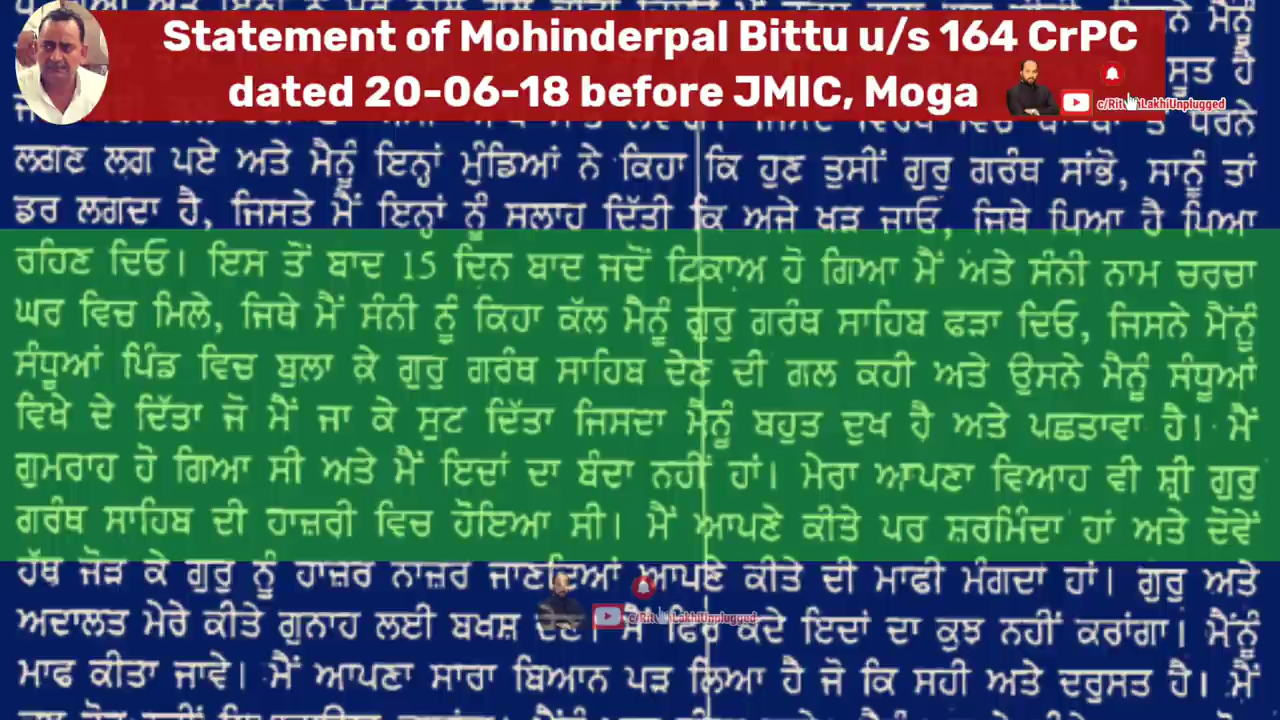 Statement of Mohinderpal Bittu u/s 164 CrPC
dated 20-06-18 before JMIC, Moga
c/Rit LakhiUnplugged
ਲਗਣ ਲਗ ਪਏ ਅਤੇ ਮੈਨੂੰ ਇਨ੍ਹਾਂ ਮੁੰਡਿਆਂ ਨੇ ਕਿਹਾ ਕਿ ਹੁਣ ਤੁਸੀਂ ਗੁਰੁ ਗਰੰਥ ਸਾਂਭੋ, ਸਾਨੂੰ ਤਾਂ
ਡਰ ਲਗਦਾ ਹੈ, ਜਿਸਤੇ ਮੈਂ ਇਨ੍ਹਾਂ ਨੂੰ ਸਲਾਹ ਦਿੱਤੀ ਕਿ ਅਜੇ ਖੜ ਜਾਓ, ਜਿਥੇ ਪਿਆ ਹੈ ਪਿਆ
ਰਹਿਣ ਦਿਓ। ਇਸ ਤੋਂ ਬਾਦ 15 ਦਿਨ ਬਾਦ ਜਦੋਂ ਟਿਕਾਅ ਹੋ ਗਿਆ ਮੈਂ ਅਤੇ ਸੰਨੀ ਨਾਮ ਚਰਚਾ
ਘਰ ਵਿਚ ਮਿਲੇ, ਜਿਥੇ ਮੈਂ ਸੰਨੀ ਨੂੰ ਕਿਹਾ ਕੱਲ ਮੈਨੂੰ ਗੁਰੁ ਗਰੰਥ ਸਾਹਿਬ ਫੜਾ ਦਿਓ, ਜਿਸਨੇ ਮੈਂਨੂੰ
ਸੰਧੂਆਂ ਪਿੰਡ ਵਿਚ ਬੁਲਾ ਕੇ ਗੁਰੁ ਗਰੰਥ ਸਾਹਿਬ ਦੇਣ ਦੀ ਗਲ ਕਹੀ ਅਤੇ ਉਸਨੇ ਮੈਨੂੰ ਸੰਧੂਆਂ
ਵਿਖੇ ਦੇ ਦਿੱਤਾ ਜੋ ਮੈਂ ਜਾ ਕੇ ਸੁਟ ਦਿੱਤਾ ਜਿਸਦਾ ਮੈਨੂੰ ਬਹੁਤ ਦੁਖ ਹੈ ਅਤੇ ਪਛਤਾਵਾ ਹੈ। ਮੈਂ
ਗੁਮਰਾਹ ਹੋ ਗਿਆ ਸੀ ਅਤੇ ਮੈਂ ਇਦਾਂ ਦਾ ਬੰਦਾ ਨਹੀਂ ਹਾਂ। ਮੇਰਾ ਆਪਣਾ ਵਿਆਹ ਵੀ ਸ਼੍ਰੀ ਗੁਰੁ
ਗਰੰਥ ਸਾਹਿਬ ਦੀ ਹਾਜ਼ਰੀ ਵਿਚ ਹੋਇਆ ਸੀ। ਮੈਂ ਆਪਣੇ ਕੀਤੇ ਪਰ ਸ਼ਰਮਿੰਦਾ ਹਾਂ ਅਤੇ ਦੋਵੇਂ
ਹੱਥ ਜੋੜ ਕੇ ਗੁਰੁ ਨੂੰ ਹਾਜ਼ਰ ਨਾਜ਼ਰ ਜਾਣਦਿਆਂ ਆਪਣੇ ਕੀਤੇ ਦੀ ਮਾਫੀ ਮੰਗਦਾ ਹਾਂ। ਗੁਰੁ ਅਤੇ
ਅਦਾਲਤ ਮੇਰੇ ਕੀਤੇ ਗੁਨਾਹ ਲਈ ਬਖਸ਼ ਦੇਣ। ਮੈਂ ਫਿਰ ਕਦੇ ਇਦਾਂ ਦਾ ਕੁਝ ਨਹੀਂ ਕਰਾਂਗਾ। ਮੈਂਨੂੰ
ਮਾਫ ਕੀਤਾ ਜਾਵੇ। ਮੈਂ ਆਪਣਾ ਸਾਰਾ ਬਿਆਨ ਪੜ ਲਿਆ ਹੈ ਜੋ ਕਿ ਸਹੀ ਅਤੇ ਦਰੁਸਤ ਹੈ। ਮੈਂ